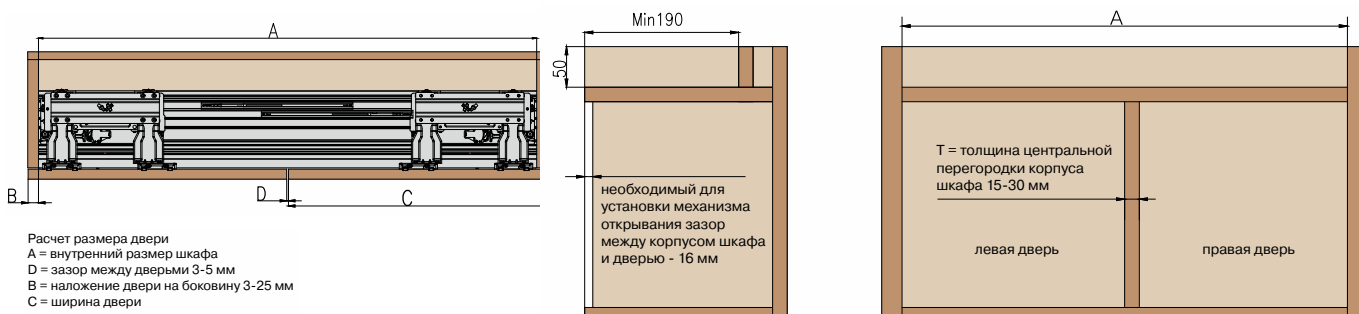 A
B
D
C
Расчет размера двери
A = внутренний размер шкафа
D = зазор между дверьми 3-5 мм
B = наложение двери на боковину 3-25 мм
C = ширина двери
Min190
50
необходимый для
установки механизма
открывания зазор
между корпусом шкафа
и дверью - 16 мм
A
T = толщина центральной
перегородки корпуса
шкафа 15-30 мм
левая дверь
правая дверь